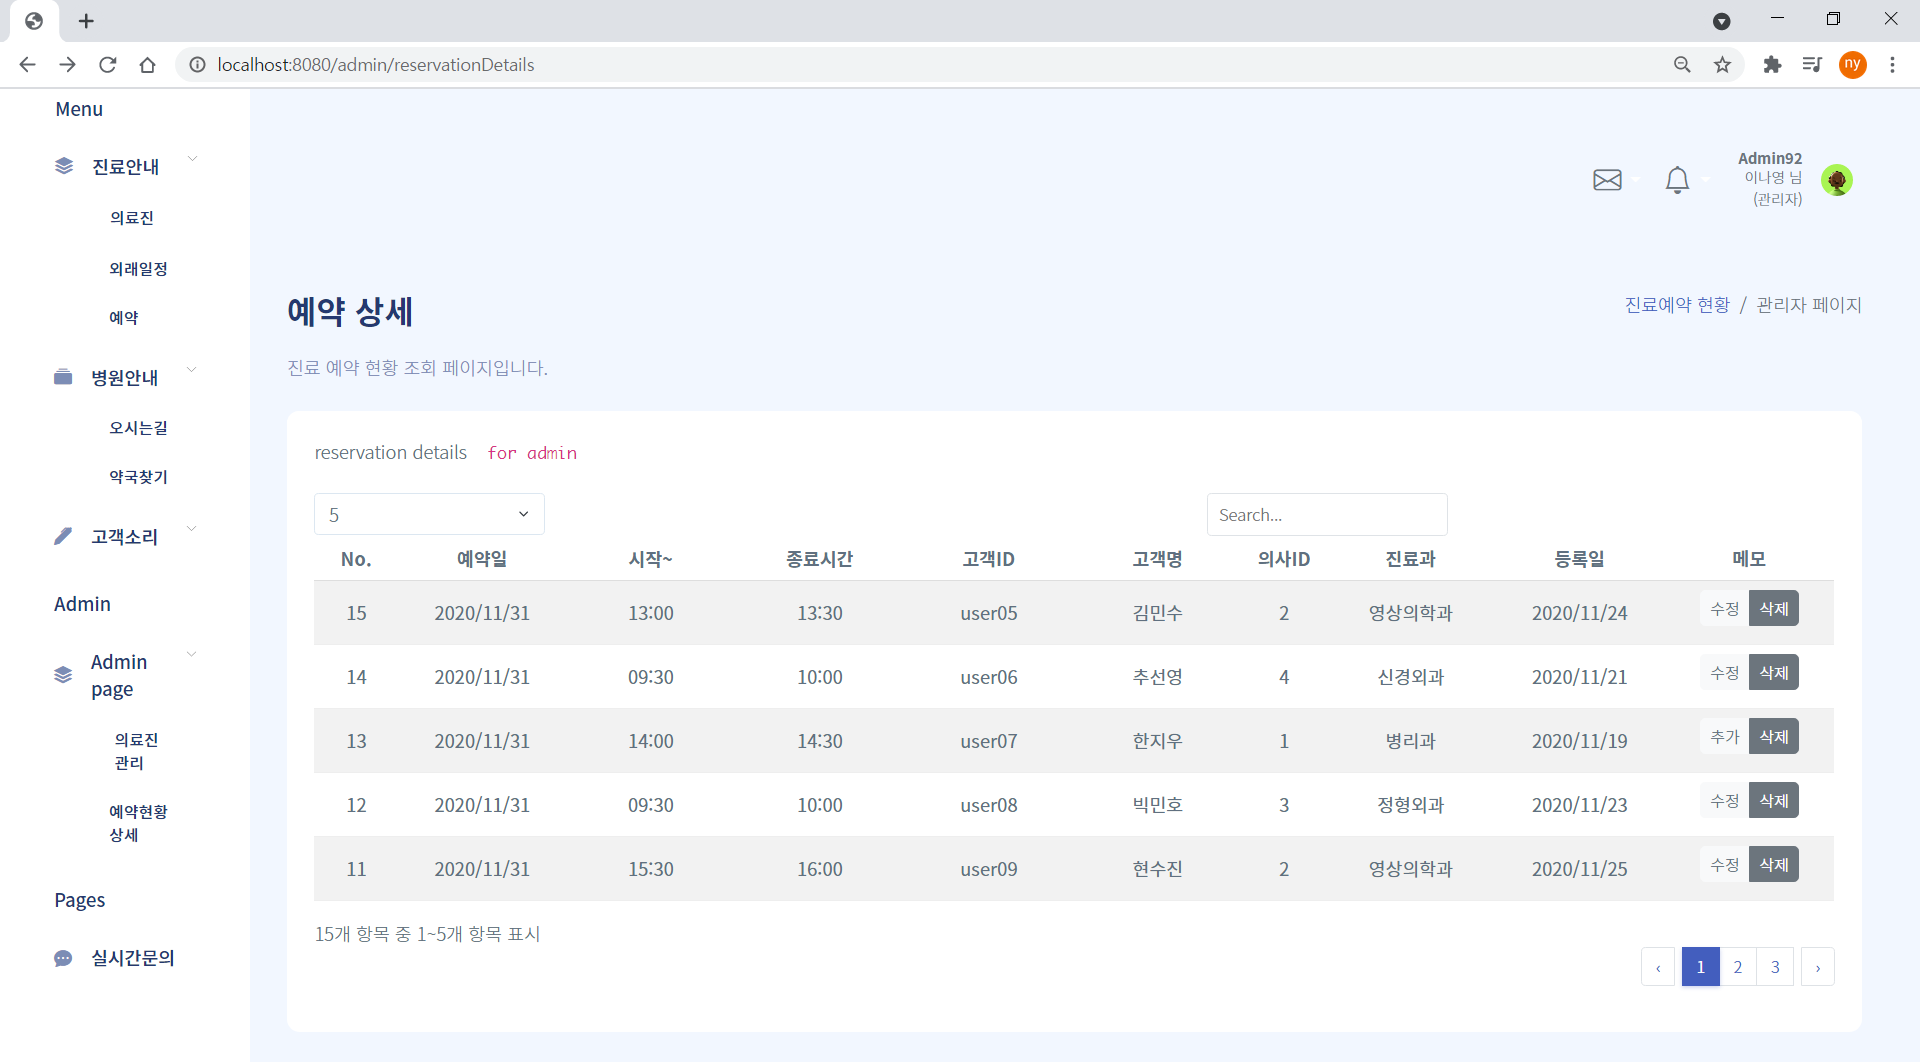 localhost:8080/admin/reservationDetails
ny
Menu
진료안내
의료진
외래일정
예약
병원안내
오시는길
약국찾기
고객소리
Admin
Admin
page
의료진
관리
예약현황
상세
Pages
실시간문의
Admin92
이나영 님
(관리자)
예약 상세
진료예약 현황 / 관리자 페이지
진료 예약 현황 조회 페이지입니다.
reservation details for admin
5
Search...
No. 예약일 시작~ 종료시간 고객ID 고객명 의사ID 진료과 등록일 메모
15 2020/11/31 13:00 13:30 user05 김민수 2 영상의학과 2020/11/24 수정 삭제
14 2020/11/31 09:30 10:00 user06 추선영 4 신경외과 2020/11/21 수정 삭제
13 2020/11/31 14:00 14:30 user07 한지우 1 병리과 2020/11/19 추가 삭제
12 2020/11/31 09:30 10:00 user08 빅민호 3 정형외과 2020/11/23 수정 삭제
11 2020/11/31 15:30 16:00 user09 현수진 2 영상의학과 2020/11/25 수정 삭제
15개 항목 중 1~5개 항목 표시
‹ 1 2 3 ›